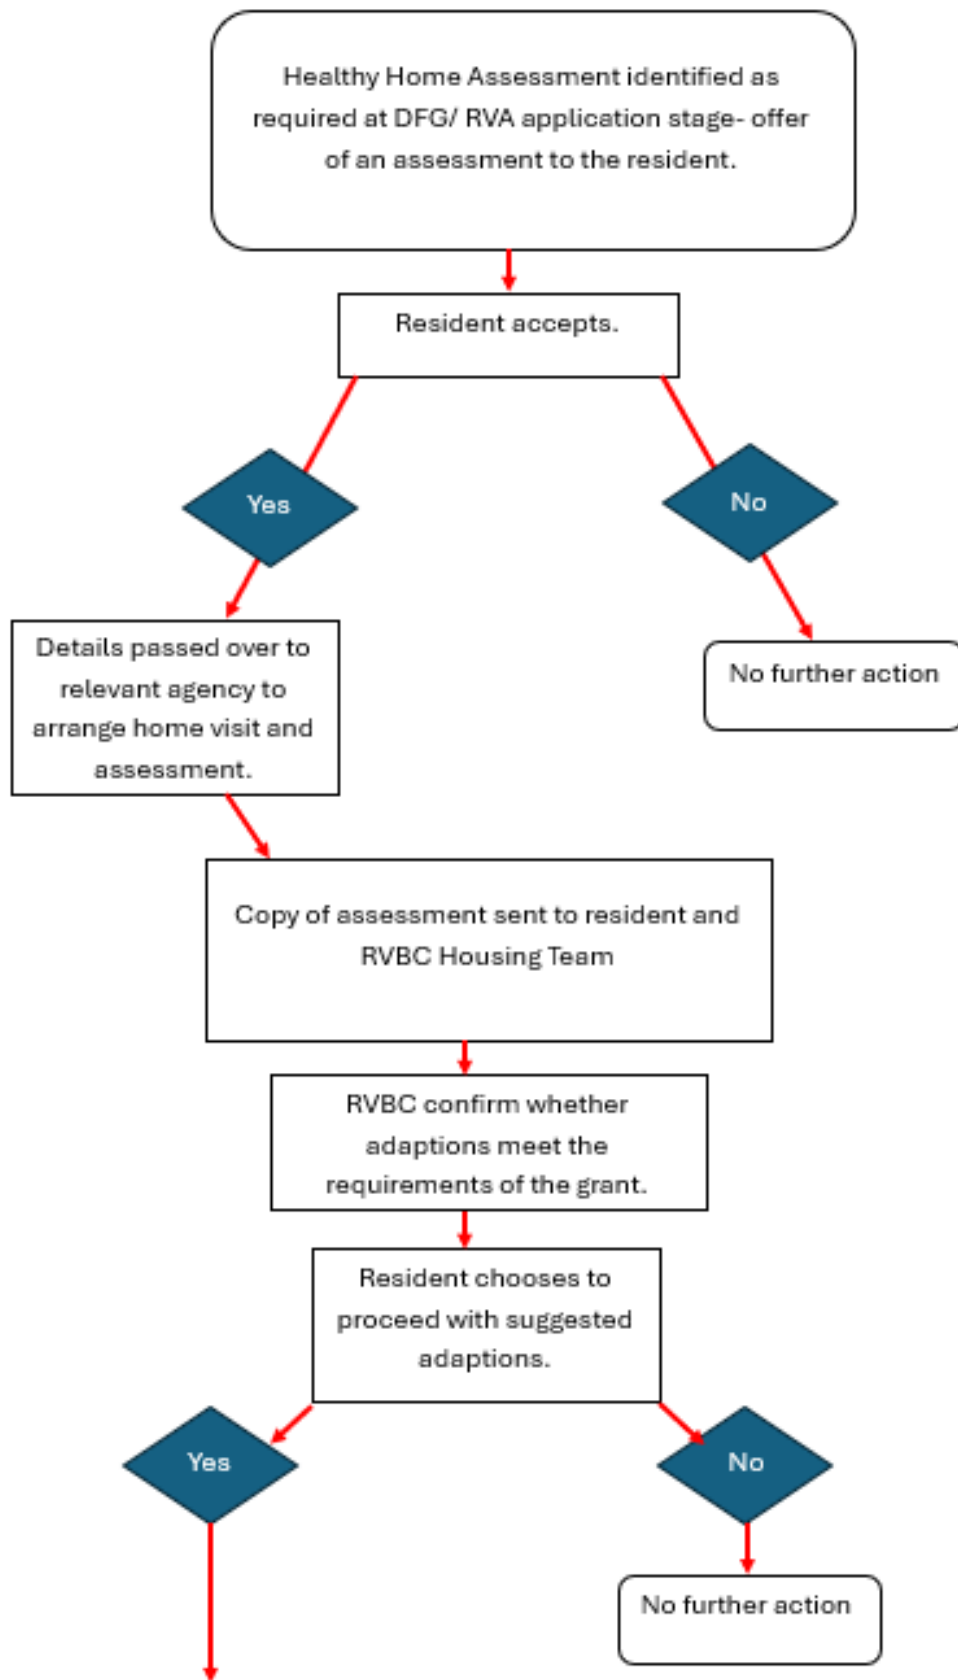 Healthy Home Assessment identified as
required at DFG/ RVA application stage- offer
of an assessment to the resident.
Resident accepts.
Yes
No
Details passed over to
relevant agency to
arrange home visit and
assessment.
No further action
Copy of assessment sent to resident and
RVBC Housing Team
RVBC confirm whether
adaptions meet the
requirements of the grant.
Resident chooses to
proceed with suggested
adaptions.
Yes
No
No further action